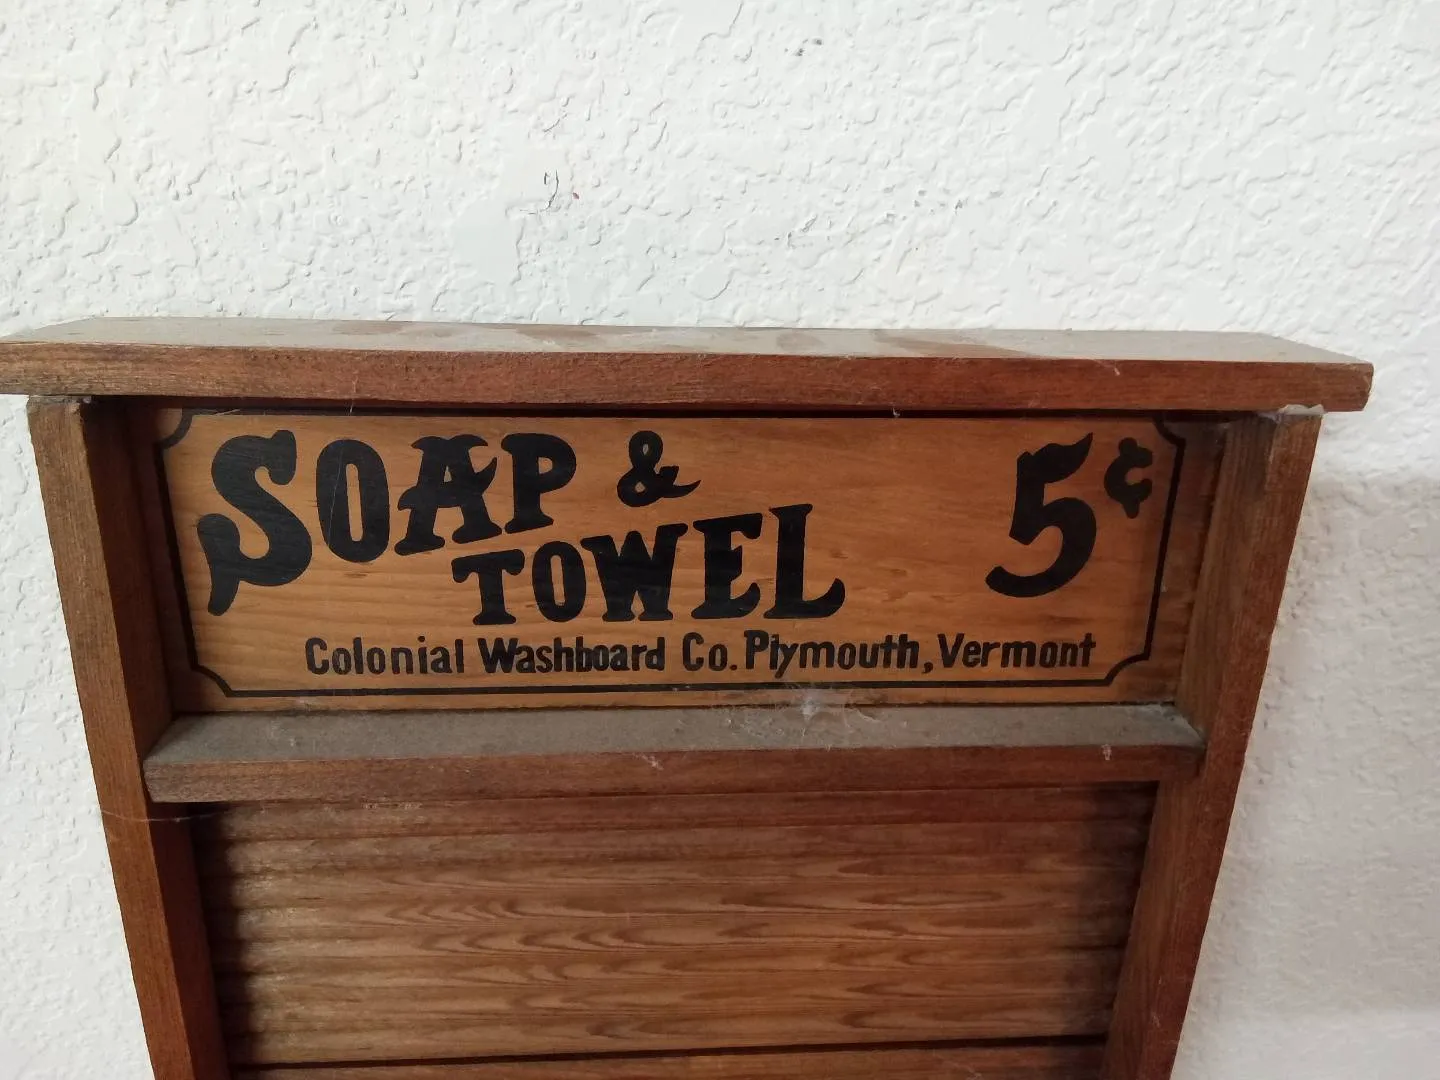 SOAP &
TOWEL
5¢
Colonial Washboard Co. Plymouth, Vermont